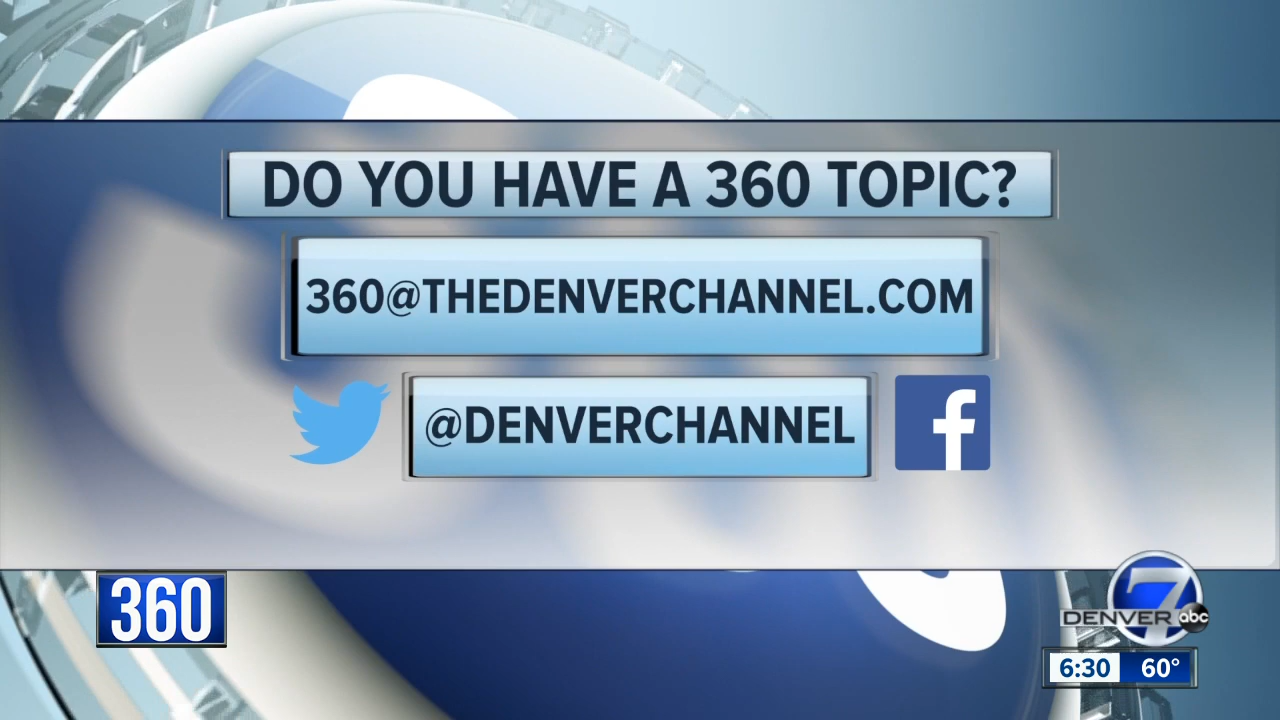 DO YOU HAVE A 360 TOPIC?
360@THEDENVERCHANNEL.COM
@DENVERCHANNEL
360
DENVER 7 abc
6:30 60°